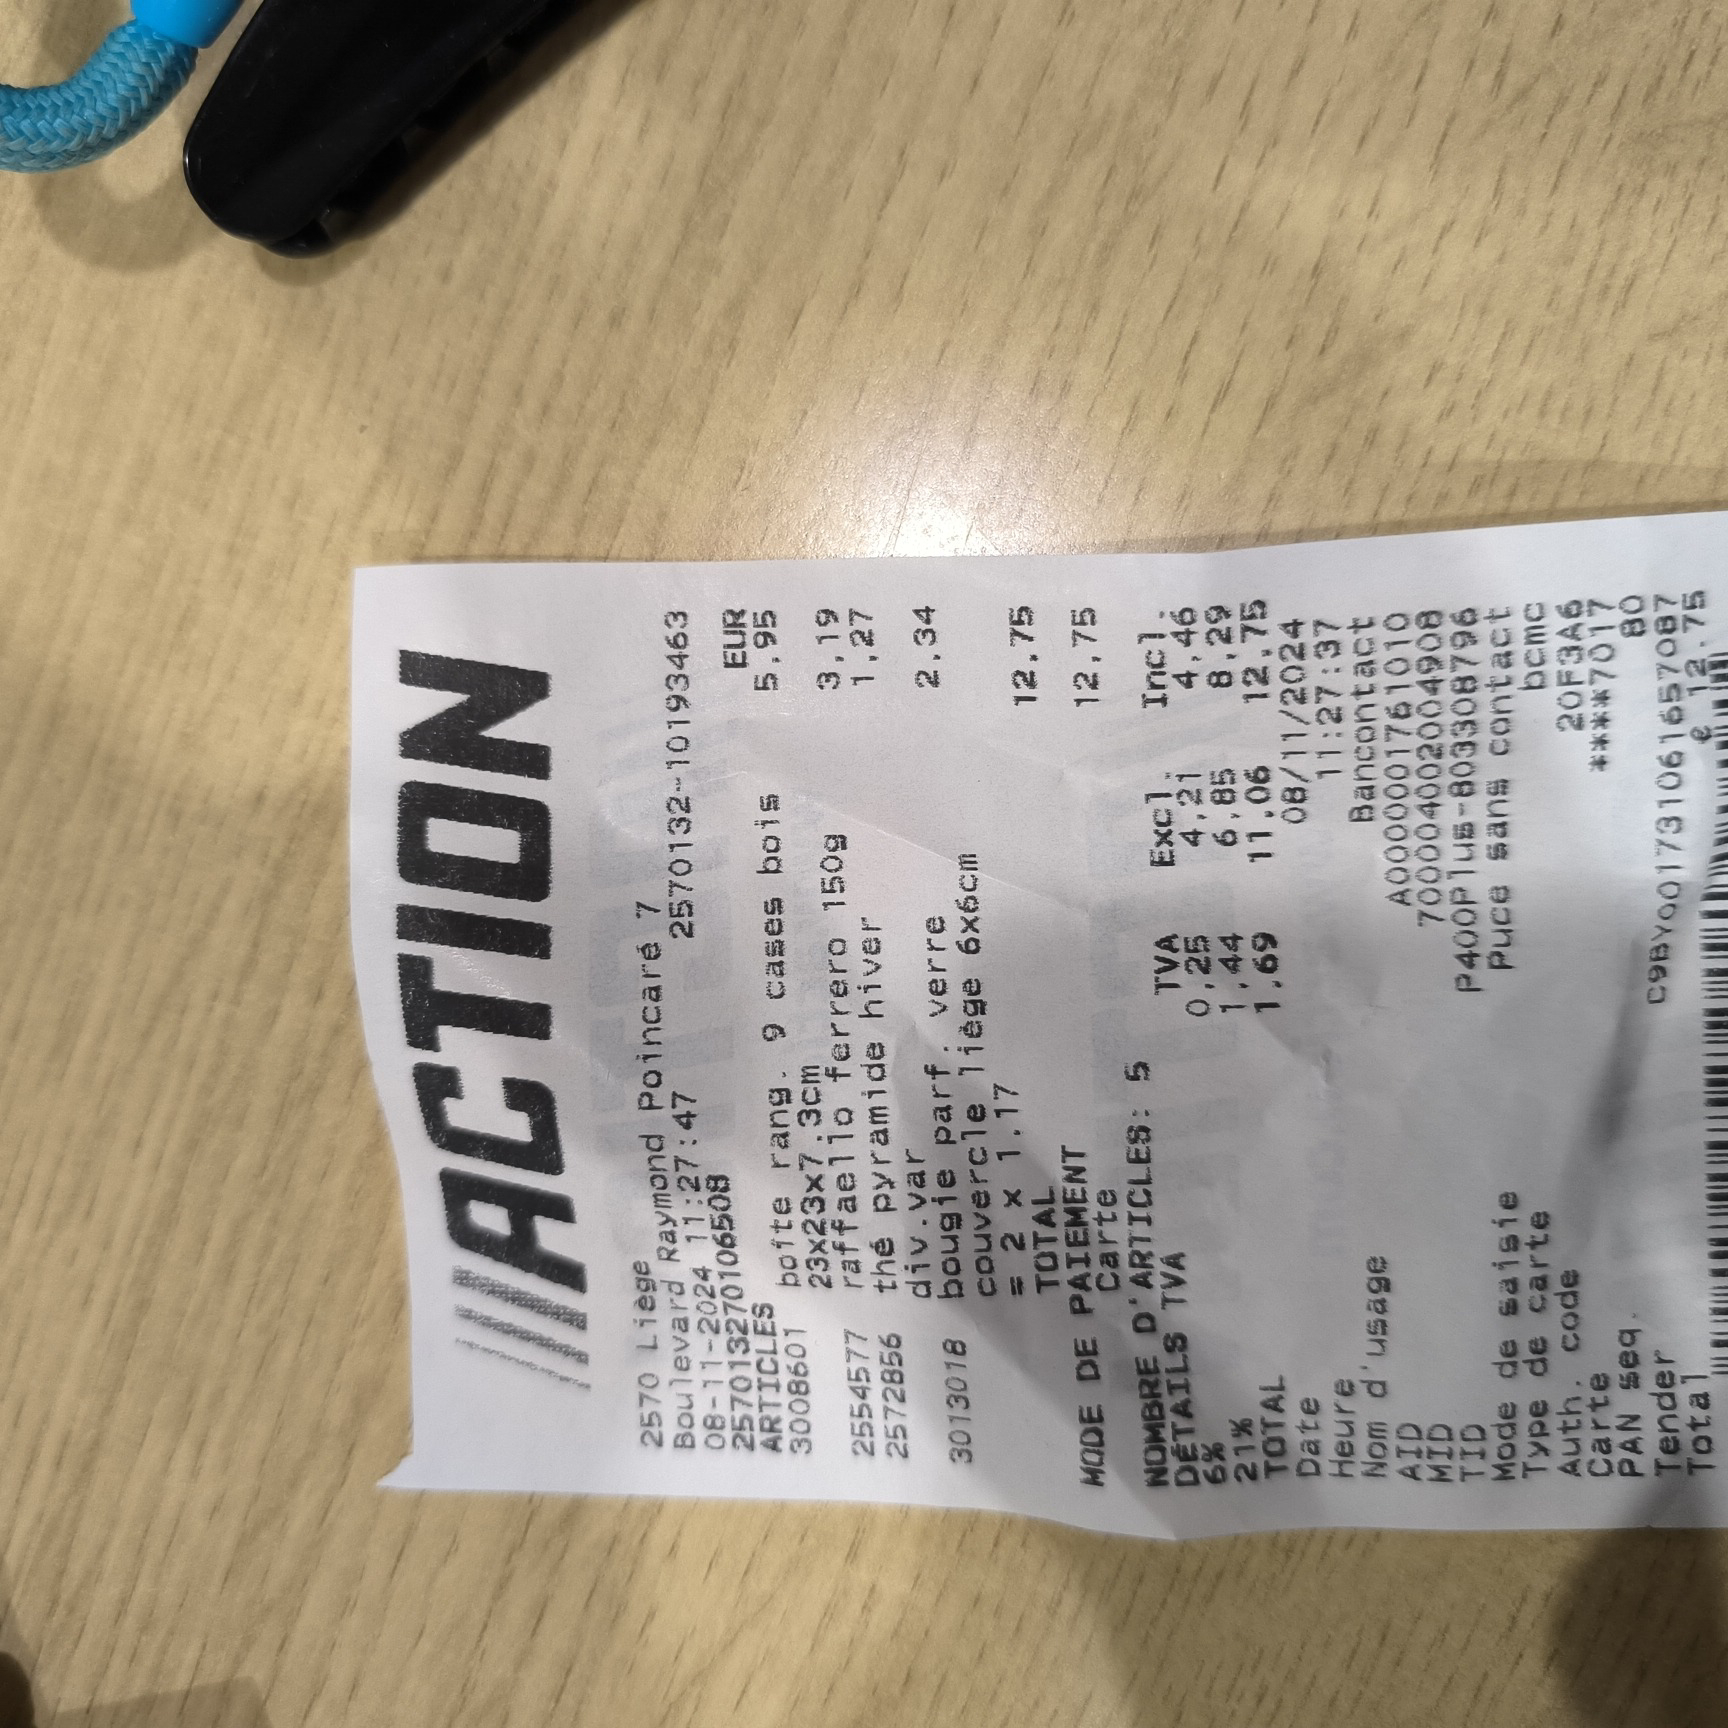 ACTION
2570 Liège
Boulevard Raymond Poincaré 7
08-11-2024 11:27:47 2570132-10193463
257013270106508
ARTICLES EUR
3008601 boîte rang. 9 cases bois 5.95
23x23x7.3cm
2554577 raffaello ferrero 150g 3.19
2572856 thé pyramide hiver 1.27
div.var
3013018 bougie parf. verre 2.34
couvercle liège 6x6cm
= 2 x 1.17
TOTAL 12.75
MODE DE PAIEMENT
Carte 12.75
NOMBRE D'ARTICLES: 5
DÉTAILS TVA TVA Excl. Incl.
6% 0.25 4.21 4.46
21% 1.44 6.85 8.29
TOTAL 1.69 11.06 12.75
Date 08/11/2024
Heure 11:27:37
Nom d'usage Bancontact
AID A0000001761010
MID 700004002004908
TID P400Plus-803308796
Mode de saisie Puce sans contact
Type de carte bcmc
Auth. code 20F3A6
Carte ****7017
PAN seq. 80
Tender C9BY001731061657087
Total e 12.75